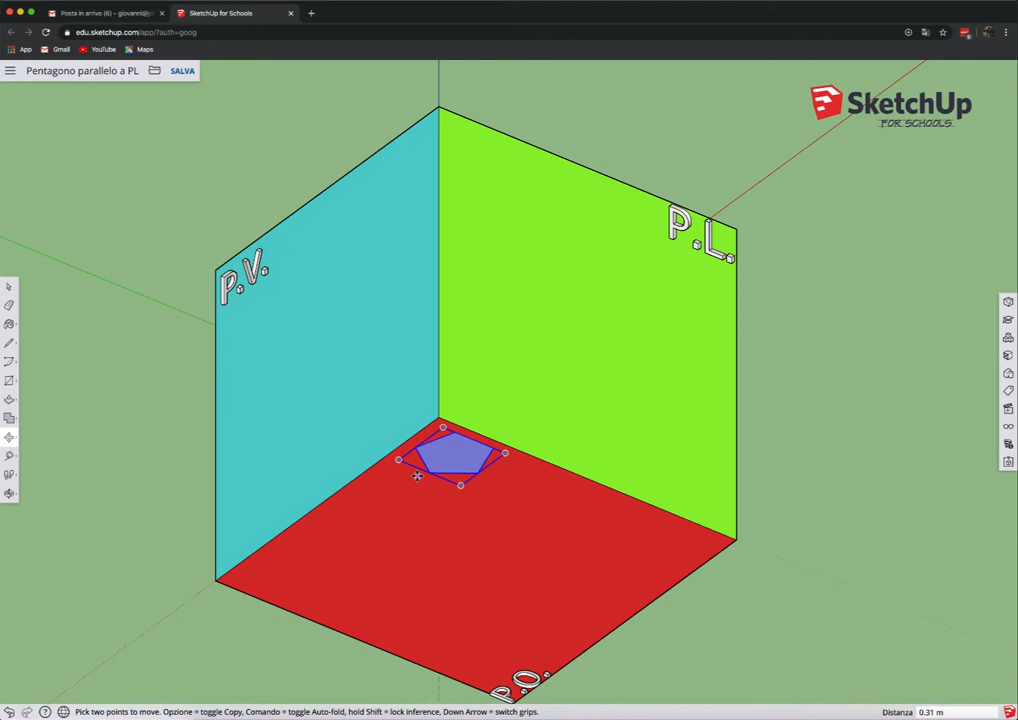 Posta in arrivo (6) – giovanni@
SketchUp for Schools
edu.sketchup.com/app/?auth=goog
App
Gmail
YouTube
Maps
Pentagono parallelo a PL
SALVA
SketchUp
FOR SCHOOLS
P.V.
P.L.
P.O.
Pick two points to move. Opzione = toggle Copy, Comando = toggle Auto-fold, hold Shift = lock inference, Down Arrow = switch grips.
Distanza
0.31 m